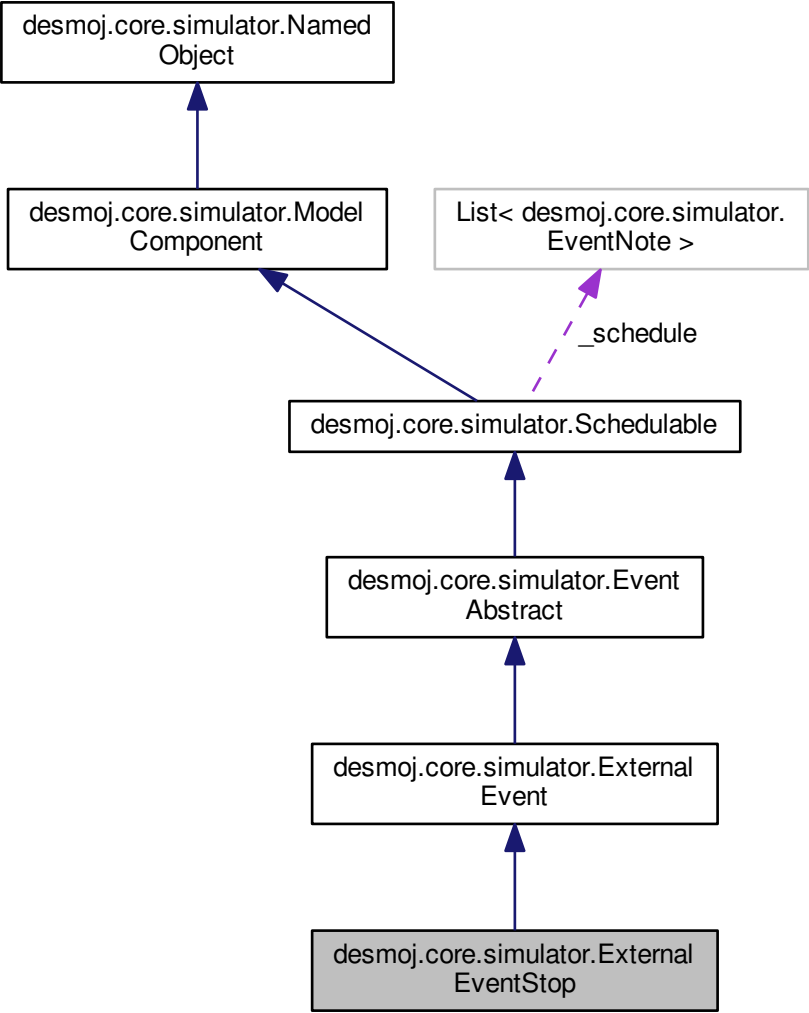 desmoj.core.simulator.Named
Object
desmoj.core.simulator.Model
Component
List< desmoj.core.simulator.
EventNote >
_schedule
desmoj.core.simulator.Schedulable
desmoj.core.simulator.Event
Abstract
desmoj.core.simulator.External
Event
desmoj.core.simulator.External
EventStop